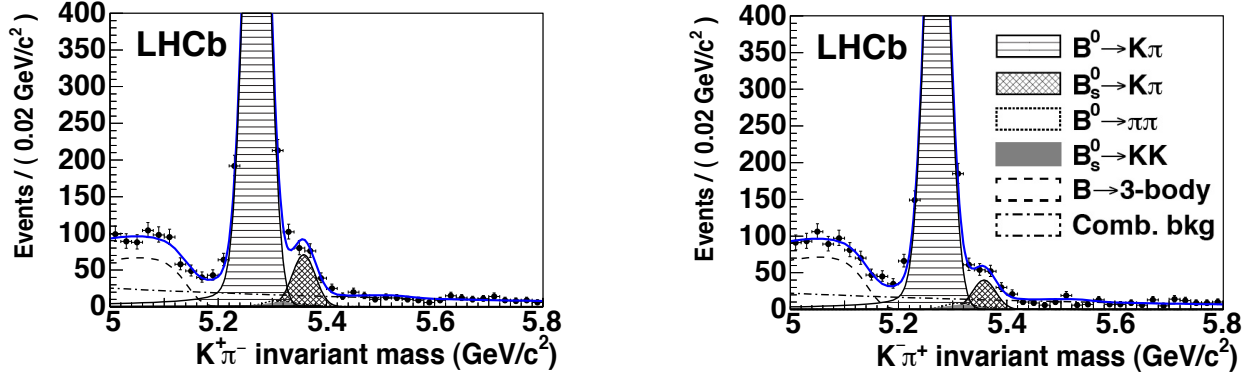 Events / ( 0.02 GeV/c²)
400
350
300
250
200
150
100
50
0
LHCb
5
5.2
5.4
5.6
5.8
K⁺π⁻ invariant mass (GeV/c²)
Events / ( 0.02 GeV/c²)
400
350
300
250
200
150
100
50
0
LHCb
B⁰→Kπ
B⁰ₛ→Kπ
B⁰→ππ
B⁰ₛ→KK
B→3-body
Comb. bkg
5
5.2
5.4
5.6
5.8
K⁻π⁺ invariant mass (GeV/c²)